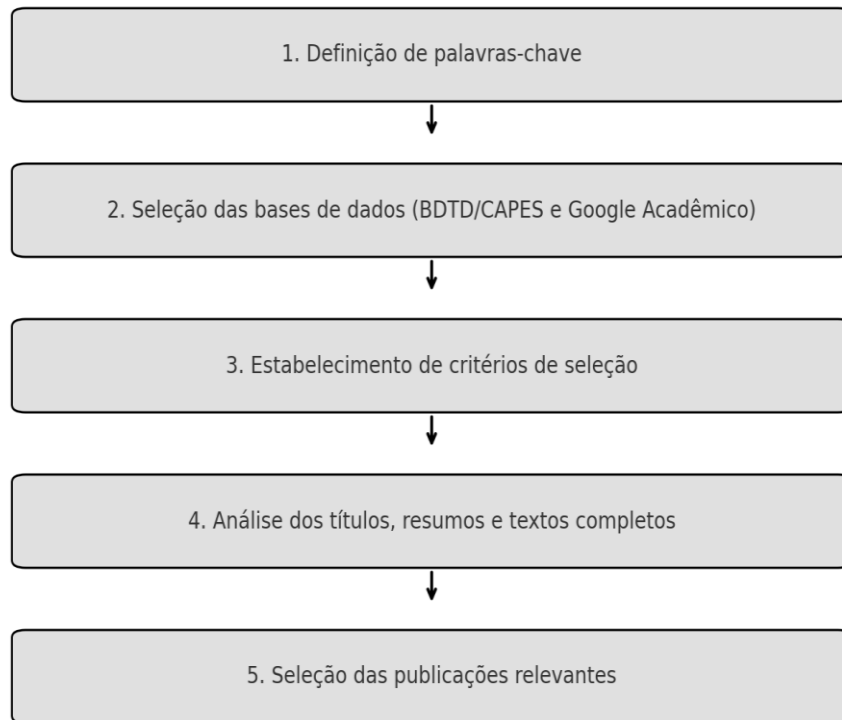 1. Definição de palavras-chave
2. Seleção das bases de dados (BDTD/CAPES e Google Acadêmico)
3. Estabelecimento de critérios de seleção
4. Análise dos títulos, resumos e textos completos
5. Seleção das publicações relevantes